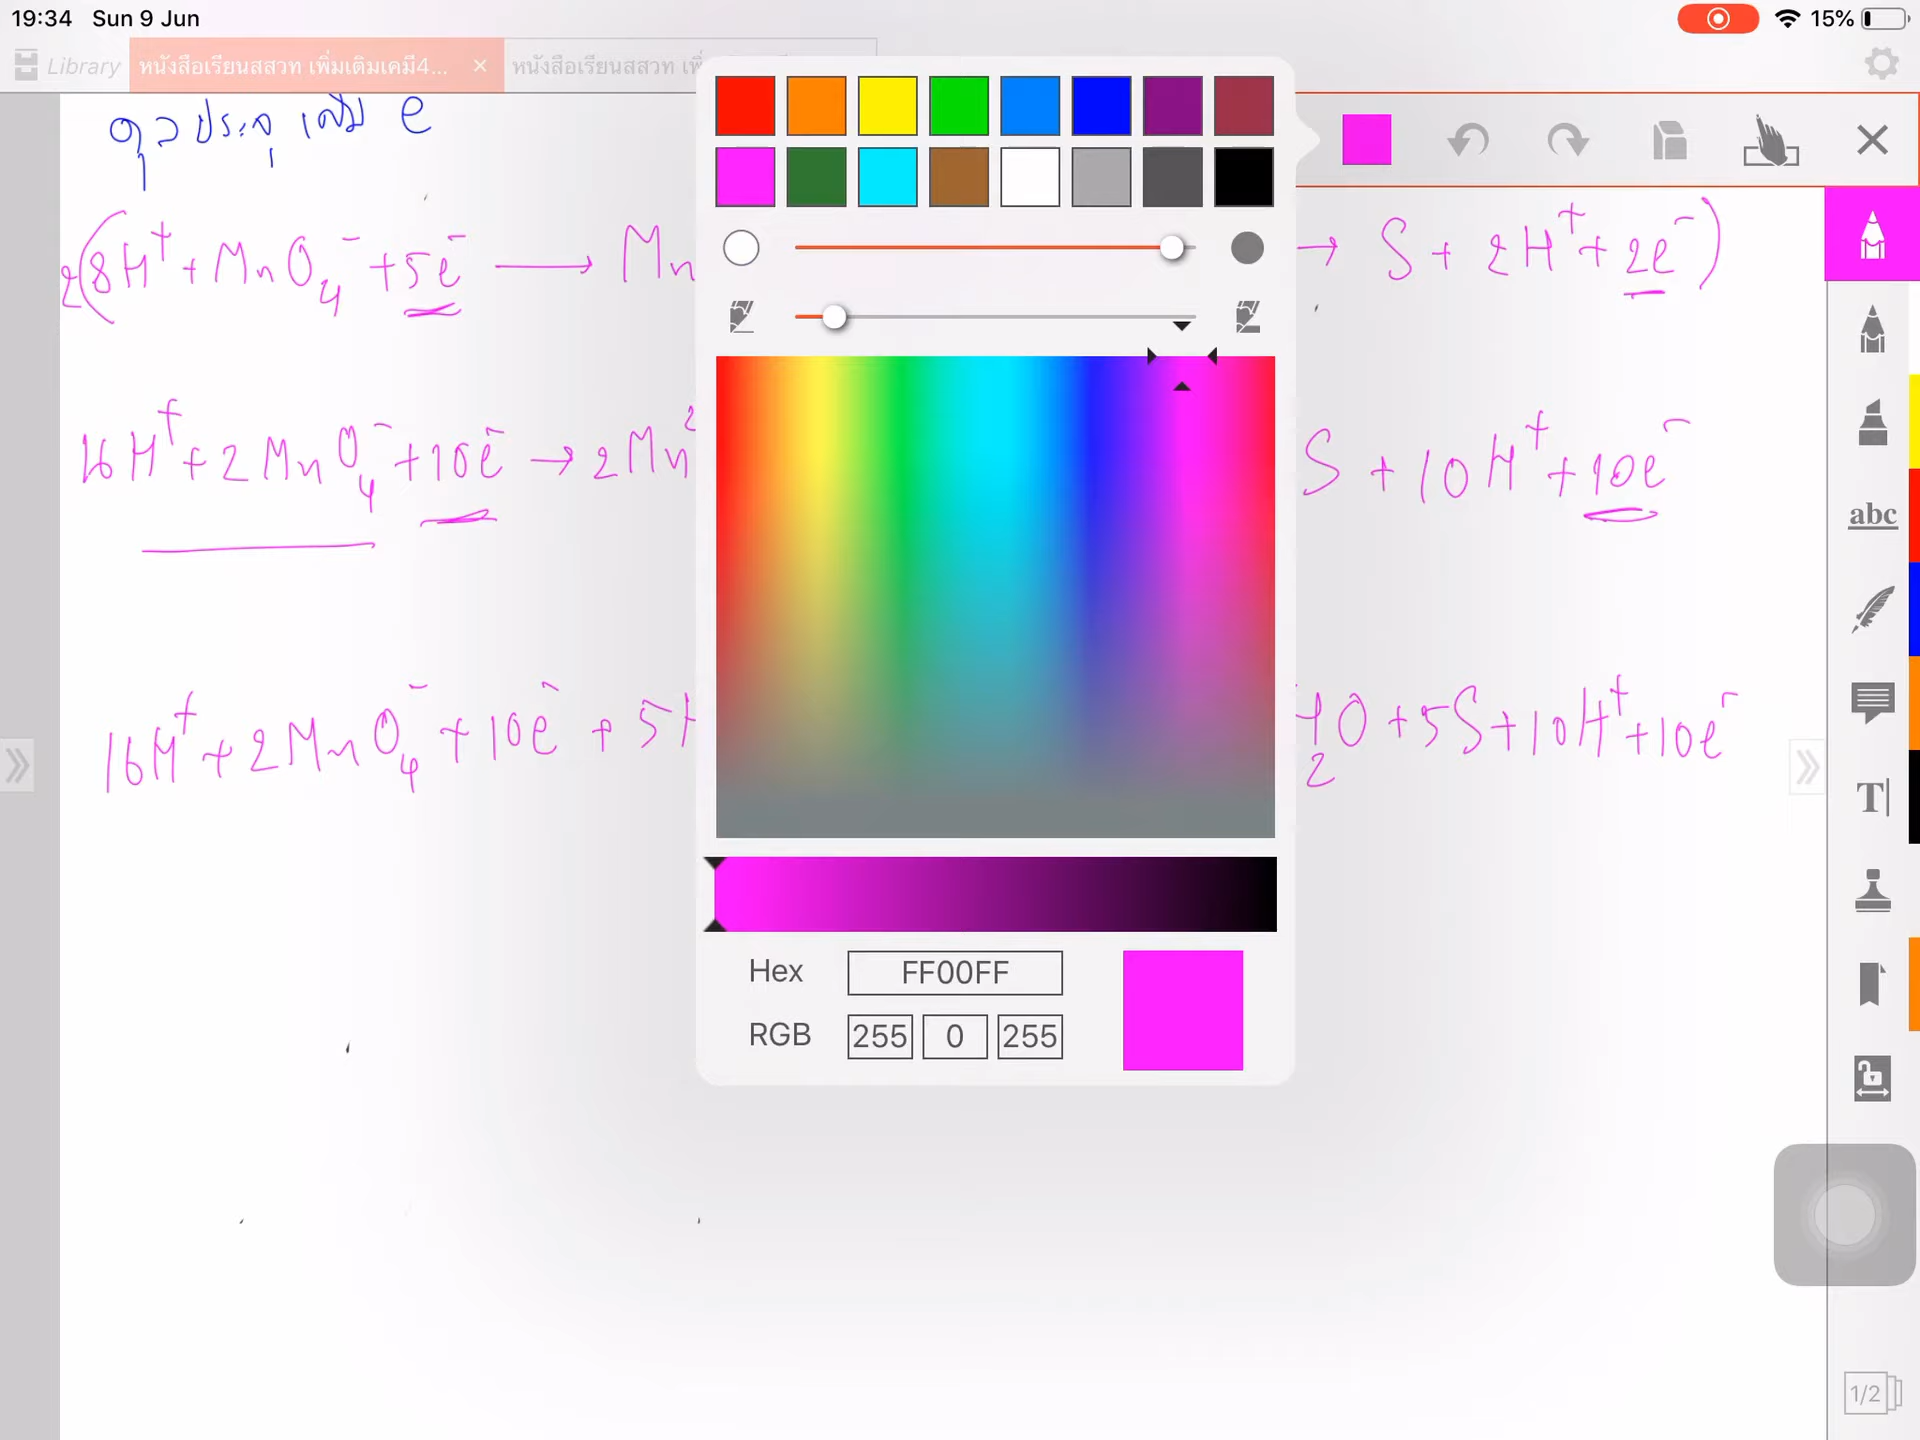 19:34 Sun 9 Jun 15%
Library หนังสือเรียนสสวท เพิ่มเติมเคมี4... × หนังสือเรียนสสวท เพิ่
ดุลประจุ เติม e
2(8H⁺ + MnO₄⁻ + 5e⁻ ⟶ Mn → S + 2H⁺ + 2e⁻)
16H⁺ + 2MnO₄⁻ + 10e⁻ → 2Mn² S + 10H⁺ + 10e⁻
16H⁺ + 2MnO₄⁻ + 10e⁻ + 5H H₂O + 5S + 10H⁺ + 10e⁻
abc
T
Hex FF00FF
RGB 255 0 255
1/2